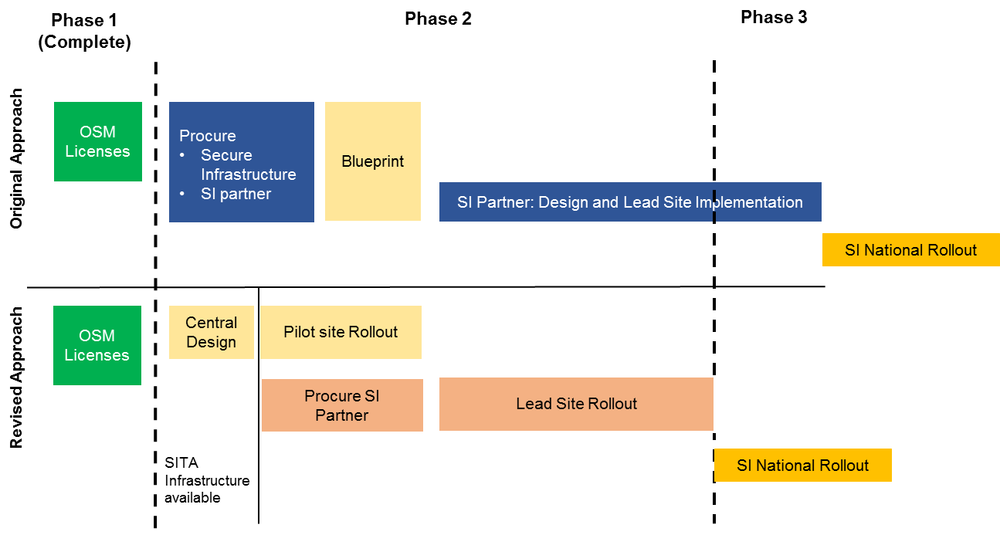 Phase 1
(Complete)
Phase 2
Phase 3
Original Approach
OSM
Licenses
Procure
• Secure
Infrastructure
• SI partner
Blueprint
SI Partner: Design and Lead Site Implementation
SI National Rollout
Revised Approach
OSM
Licenses
Central
Design
Pilot site Rollout
Procure SI
Partner
Lead Site Rollout
SI National Rollout
SITA
Infrastructure
available